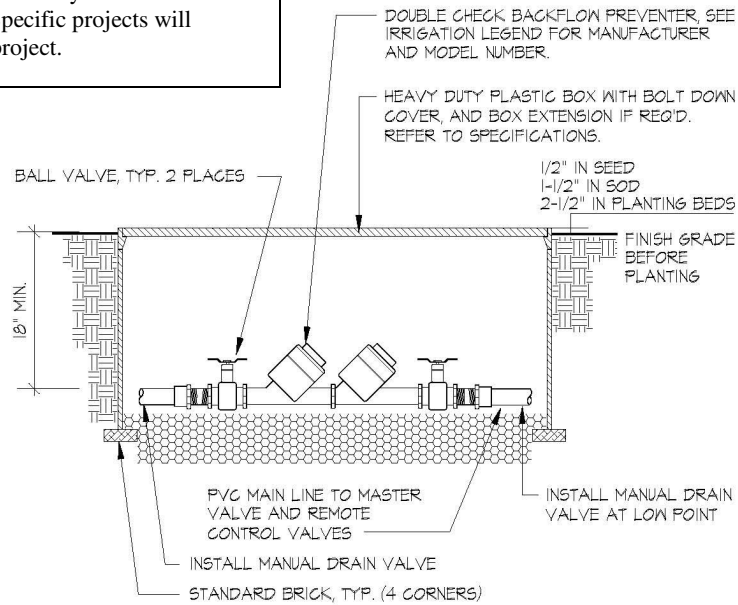 pecific projects will
project.
DOUBLE CHECK BACKFLOW PREVENTER, SEE
IRRIGATION LEGEND FOR MANUFACTURER
AND MODEL NUMBER.
HEAVY DUTY PLASTIC BOX WITH BOLT DOWN
COVER, AND BOX EXTENSION IF REQ'D.
REFER TO SPECIFICATIONS.
BALL VALVE, TYP. 2 PLACES
1/2" IN SEED
1-1/2" IN SOD
2-1/2" IN PLANTING BEDS
FINISH GRADE
BEFORE
PLANTING
18" MIN.
PVC MAIN LINE TO MASTER
VALVE AND REMOTE
CONTROL VALVES
INSTALL MANUAL DRAIN
VALVE AT LOW POINT
INSTALL MANUAL DRAIN VALVE
STANDARD BRICK, TYP. (4 CORNERS)